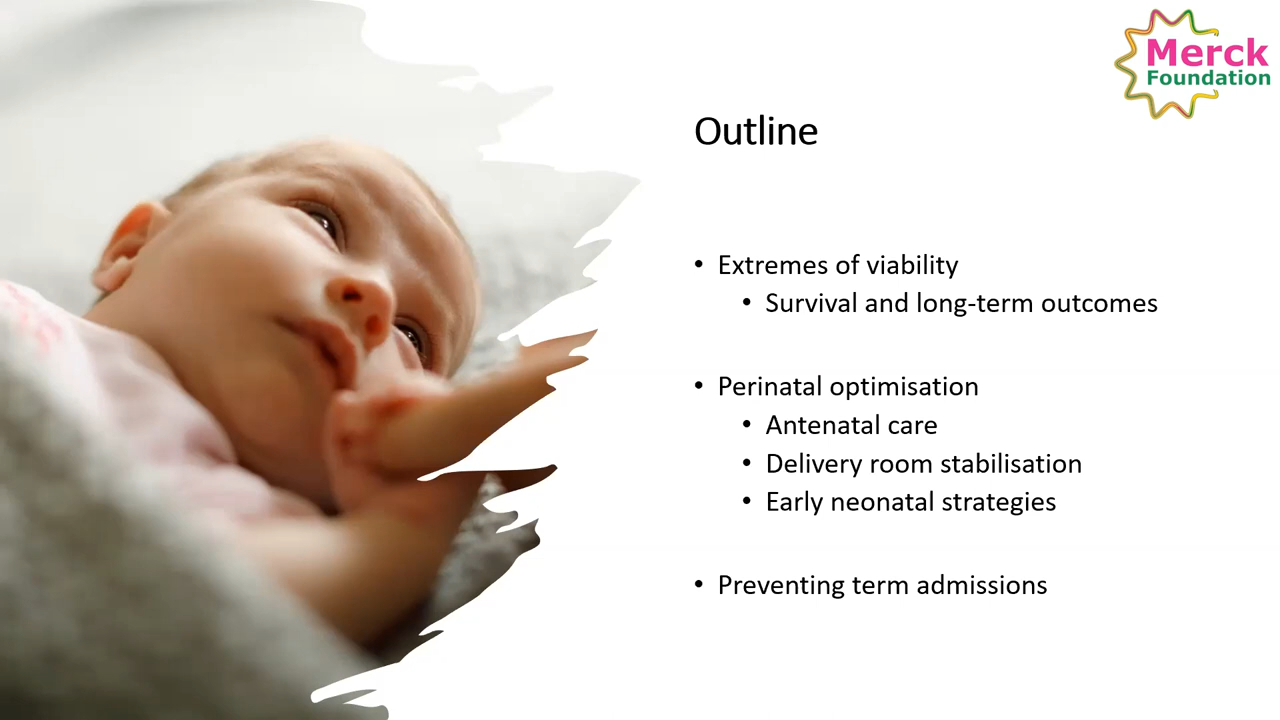 Merck
Foundation
Outline
• Extremes of viability
• Survival and long-term outcomes
• Perinatal optimisation
• Antenatal care
• Delivery room stabilisation
• Early neonatal strategies
• Preventing term admissions